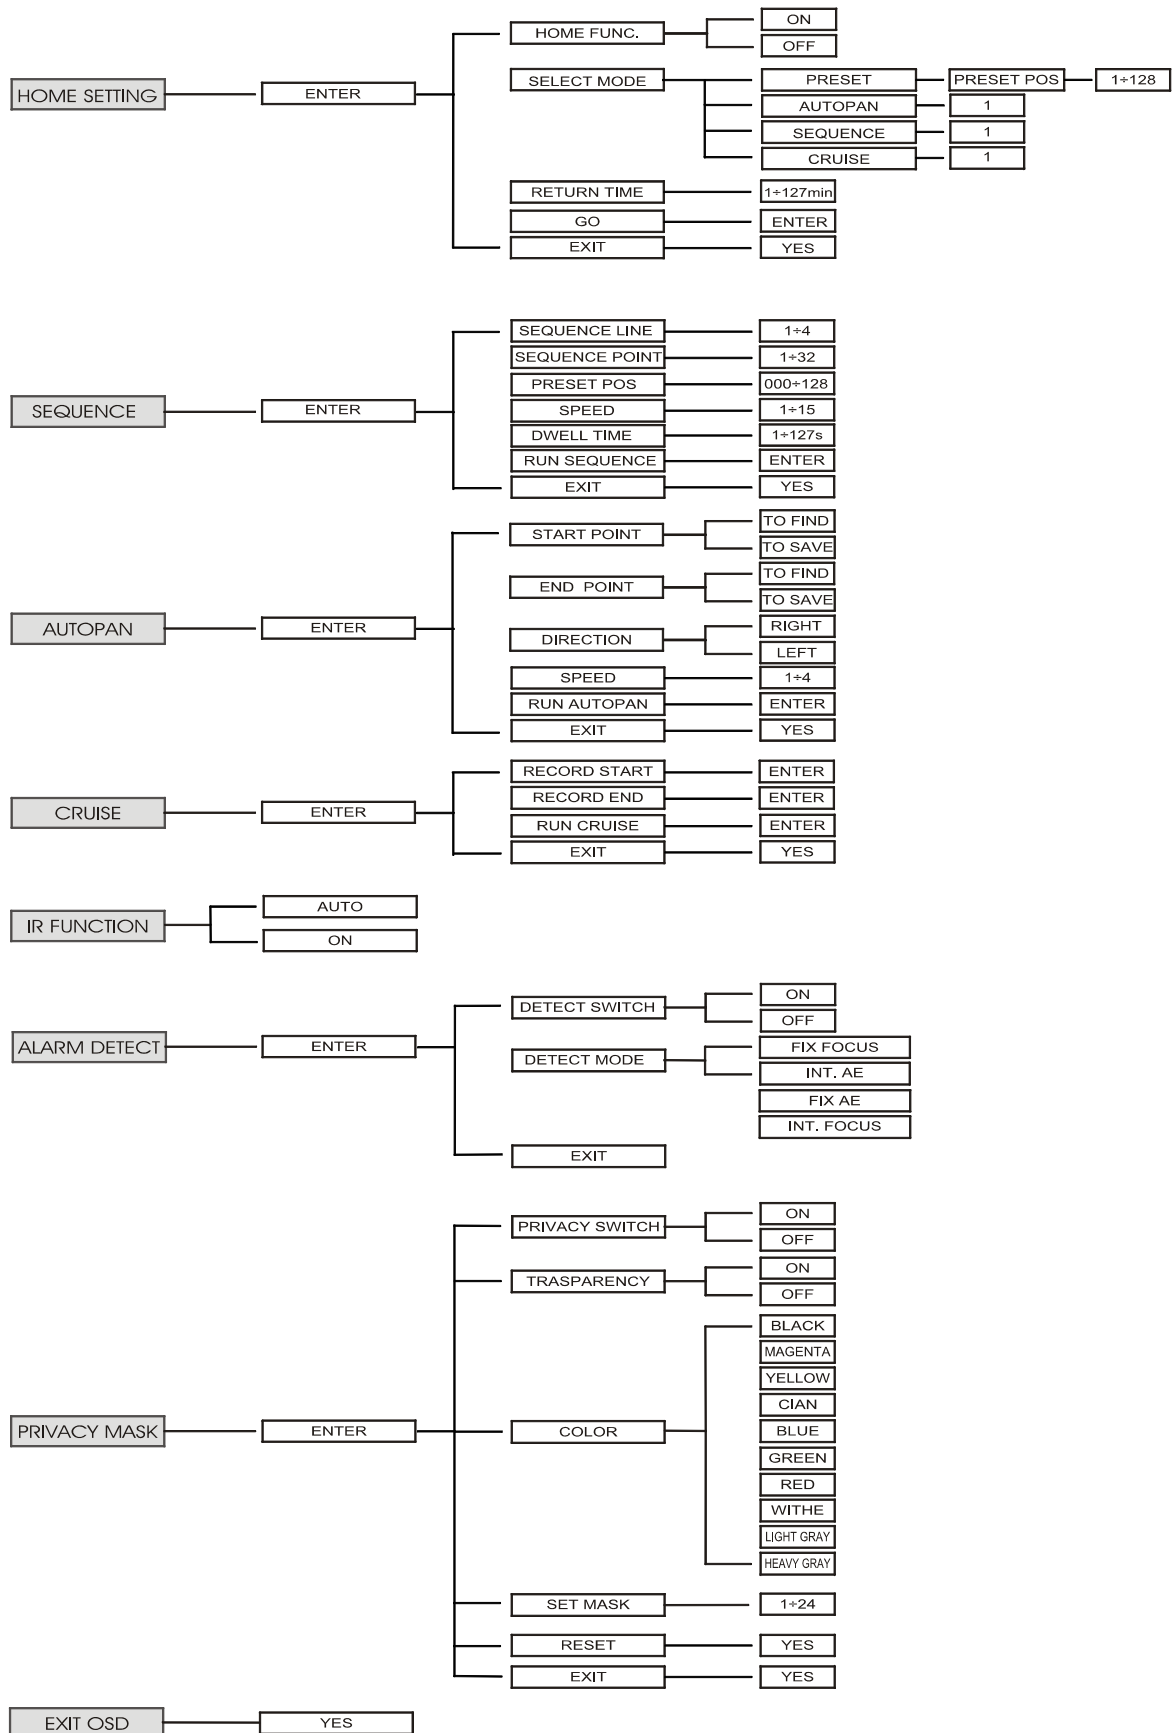 HOME SETTING
ENTER
HOME FUNC.
ON
OFF
SELECT MODE
PRESET
PRESET POS
1÷128
AUTOPAN
1
SEQUENCE
1
CRUISE
1
RETURN TIME
1÷127min
GO
ENTER
EXIT
YES
SEQUENCE
ENTER
SEQUENCE LINE
1÷4
SEQUENCE POINT
1÷32
PRESET POS
000÷128
SPEED
1÷15
DWELL TIME
1÷127s
RUN SEQUENCE
ENTER
EXIT
YES
AUTOPAN
ENTER
START POINT
TO FIND
TO SAVE
END POINT
TO FIND
TO SAVE
DIRECTION
RIGHT
LEFT
SPEED
1÷4
RUN AUTOPAN
ENTER
EXIT
YES
CRUISE
ENTER
RECORD START
ENTER
RECORD END
ENTER
RUN CRUISE
ENTER
EXIT
YES
IR FUNCTION
AUTO
ON
ALARM DETECT
ENTER
DETECT SWITCH
ON
OFF
DETECT MODE
FIX FOCUS
INT. AE
FIX AE
INT. FOCUS
EXIT
PRIVACY MASK
ENTER
PRIVACY SWITCH
ON
OFF
TRASPARENCY
ON
OFF
COLOR
BLACK
MAGENTA
YELLOW
CIAN
BLUE
GREEN
RED
WITHE
LIGHT GRAY
HEAVY GRAY
SET MASK
1÷24
RESET
YES
EXIT
YES
EXIT OSD
YES